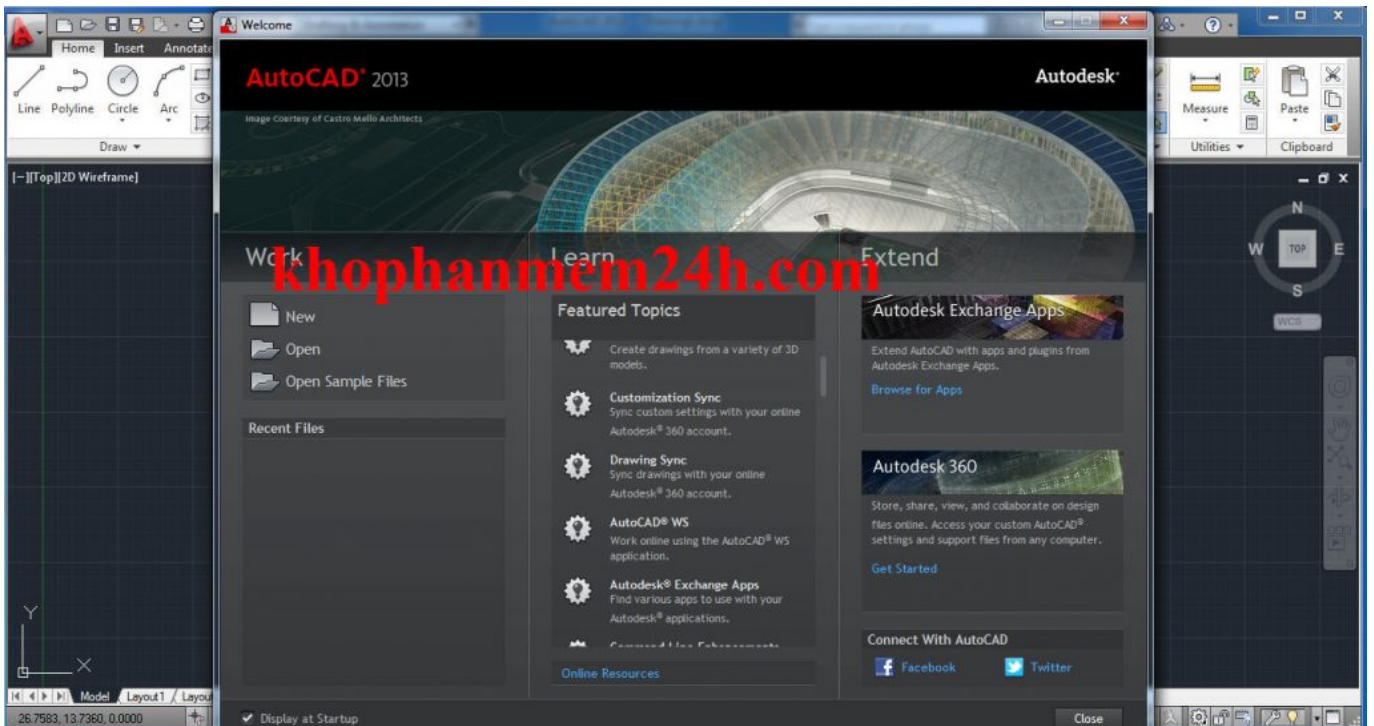 Welcome
Home Insert Annotate
Line Polyline Circle Arc
Draw
Measure
Paste
Utilities
Clipboard
[−][Top][2D Wireframe]
AutoCAD® 2013
Autodesk®
Image Courtesy of Castro Mello Architects
khophanmem24h.com
Work
New
Open
Open Sample Files
Recent Files
Learn
Featured Topics
Create drawings from a variety of 3D
models.
Customization Sync
Sync custom settings with your online
Autodesk® 360 account.
Drawing Sync
Sync drawings with your online
Autodesk® 360 account.
AutoCAD® WS
Work online using the AutoCAD® WS
application.
Autodesk® Exchange Apps
Find various apps to use with your
Autodesk® applications.
Command Line Enhancements
Online Resources
Extend
Autodesk Exchange Apps
Extend AutoCAD with apps and plugins from
Autodesk Exchange Apps.
Browse for Apps
Autodesk 360
Store, share, view, and collaborate on design
files online. Access your custom AutoCAD®
settings and support files from any computer.
Get Started
Connect With AutoCAD
Facebook Twitter
N
W TOP E
S
WCS
Y
X
Model Layout1 Layou
26.7583, 13.7360, 0.0000
Display at Startup
Close